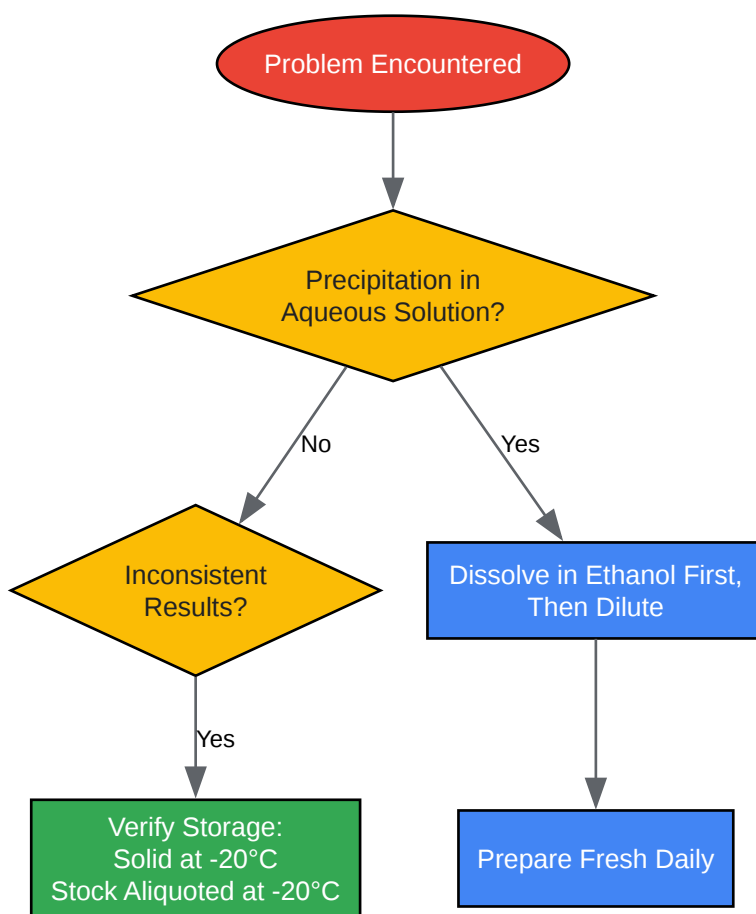 Problem Encountered
Precipitation in
Aqueous Solution?
No
Yes
Inconsistent
Results?
Dissolve in Ethanol First,
Then Dilute
Yes
Verify Storage:
Solid at -20°C
Stock Aliquoted at -20°C
Prepare Fresh Daily